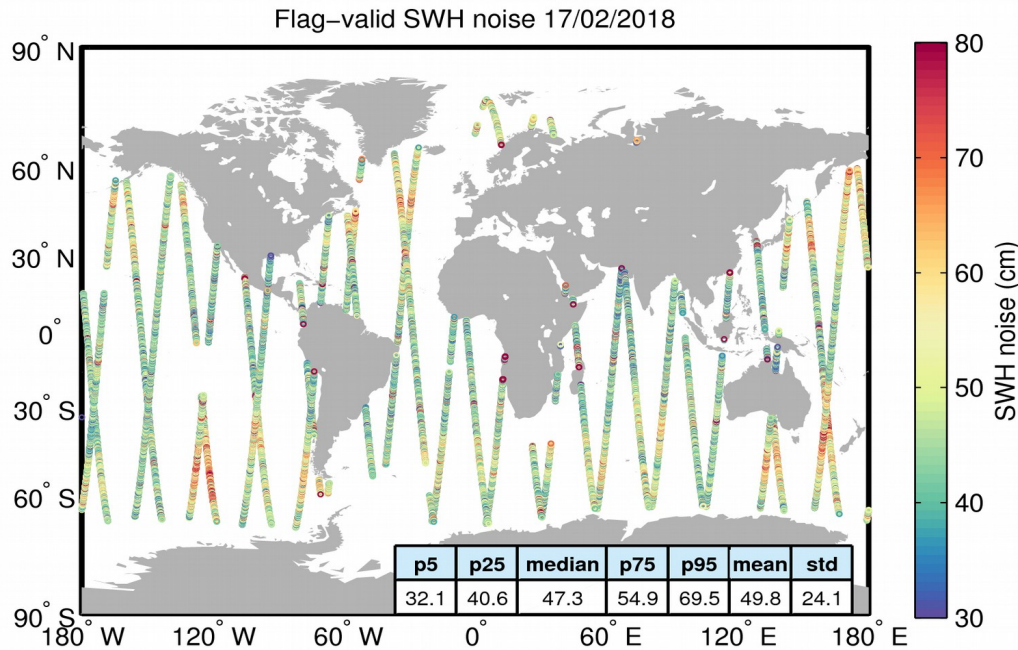 Flag−valid SWH noise 17/02/2018
90° N
60° N
30° N
0°
30° S
60° S
90° S
180° W
120° W
60° W
0°
60° E
120° E
180° E
80
70
60
50
40
30
SWH noise (cm)
p5 p25 median p75 p95 mean std
32.1 40.6 47.3 54.9 69.5 49.8 24.1